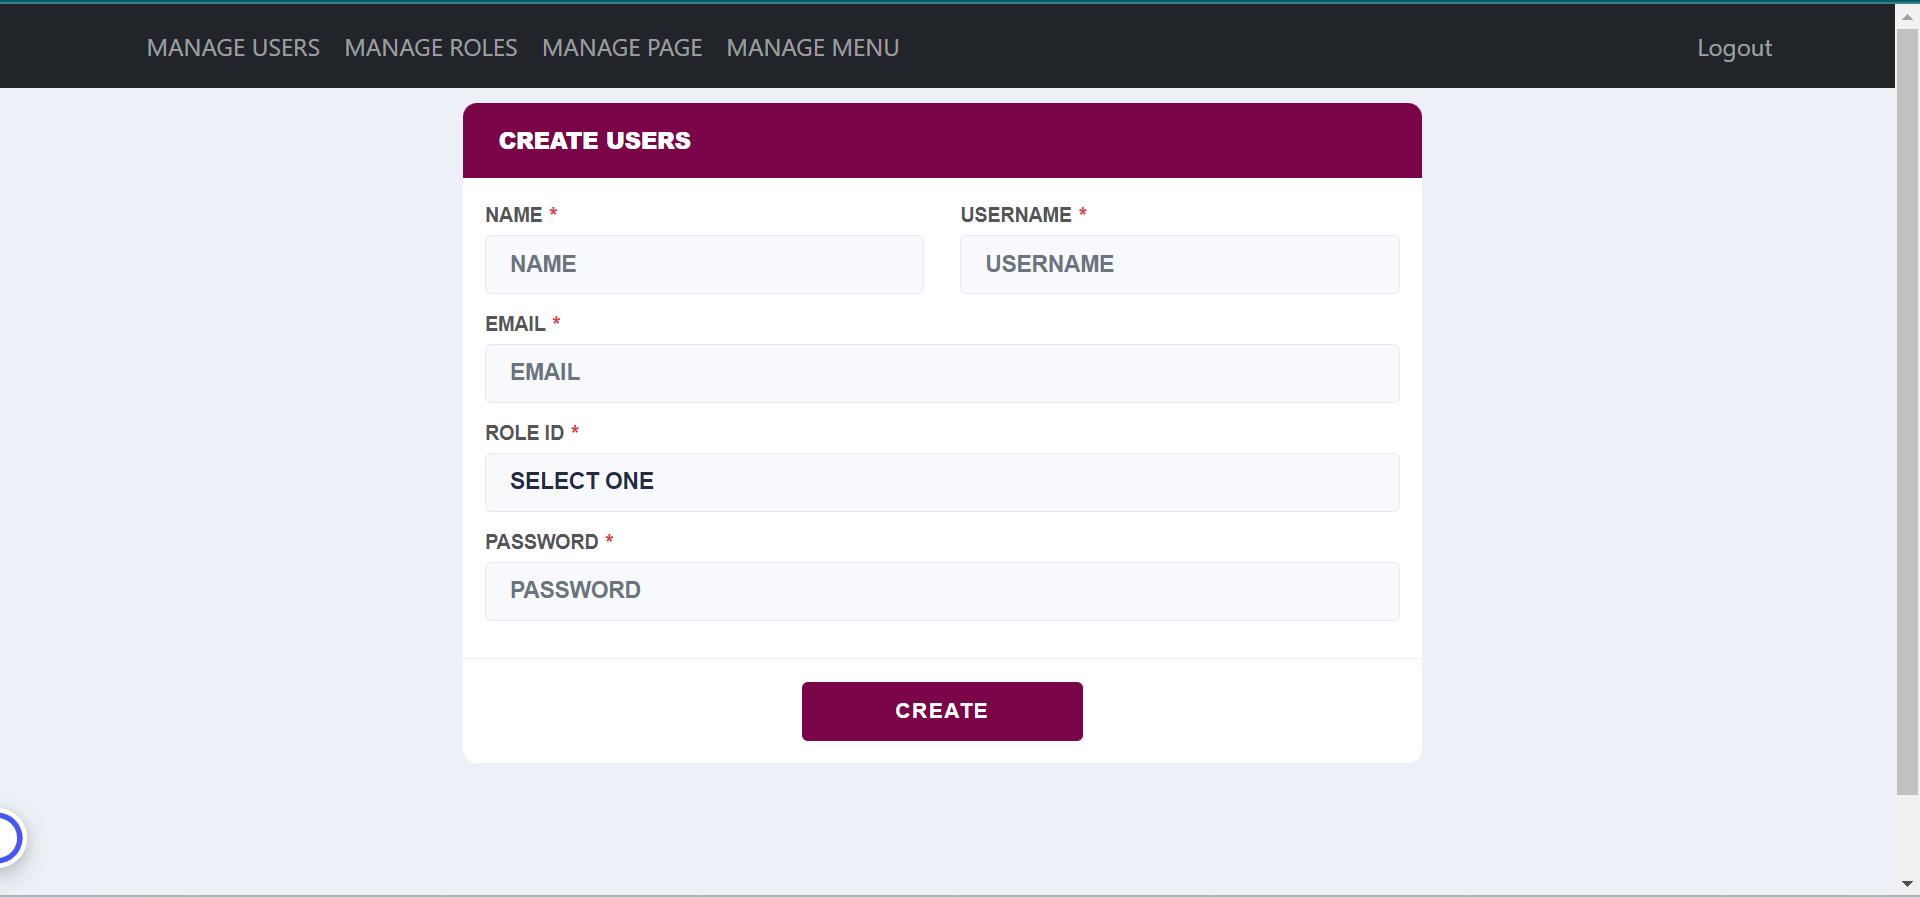 MANAGE USERS MANAGE ROLES MANAGE PAGE MANAGE MENU Logout
CREATE USERS
NAME * USERNAME *
NAME USERNAME
EMAIL *
EMAIL
ROLE ID *
SELECT ONE
PASSWORD *
PASSWORD
CREATE